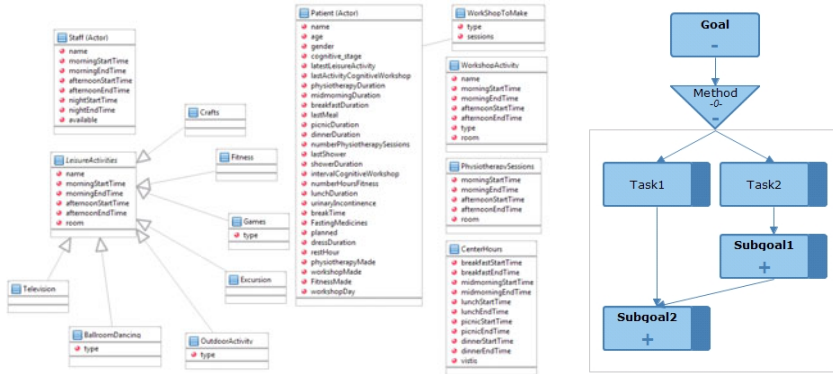 Staff (Actor)
name
morningStartTime
morningEndTime
afternoonStartTime
afternoonEndTime
nightStartTime
nightEndTime
available
LeisureActivities
name
morningStartTime
morningEndTime
afternoonStartTime
afternoonEndTime
room
Crafts
Fitness
Games
type
Excursion
Television
BallroomDancing
type
OutdoorActivity
type
Patient (Actor)
name
age
gender
cognitive_stage
latestLeisureActivity
lastActivityCognitiveWorkshop
physiotherapyDuration
midmorningDuration
breakfastDuration
lastMeal
picnicDuration
dinnerDuration
numberPhysiotherapySessions
lastShower
showerDuration
intervalCognitiveWorkshop
numberHoursFitness
lunchDuration
urinaryIncontinence
breakTime
FastingMedicines
planned
dressDuration
restHour
physiotherapyMade
workshopMade
FitnessMade
workshopDay
WorkShopToMake
type
sessions
WorkshopActivity
name
morningStartTime
morningEndTime
afternoonStartTime
afternoonEndTime
type
room
PhysiotherapySessions
morningStartTime
morningEndTime
afternoonStartTime
afternoonEndTime
room
CenterHours
breakfastStartTime
breakfastEndTime
midmorningStartTime
midmorningEndTime
lunchStartTime
lunchEndTime
picnicStartTime
picnicEndTime
dinnerStartTime
dinnerEndTime
vistis
Goal
-
Method
-0-
-
Task1
Task2
Subgoal1
+
Subgoal2
+